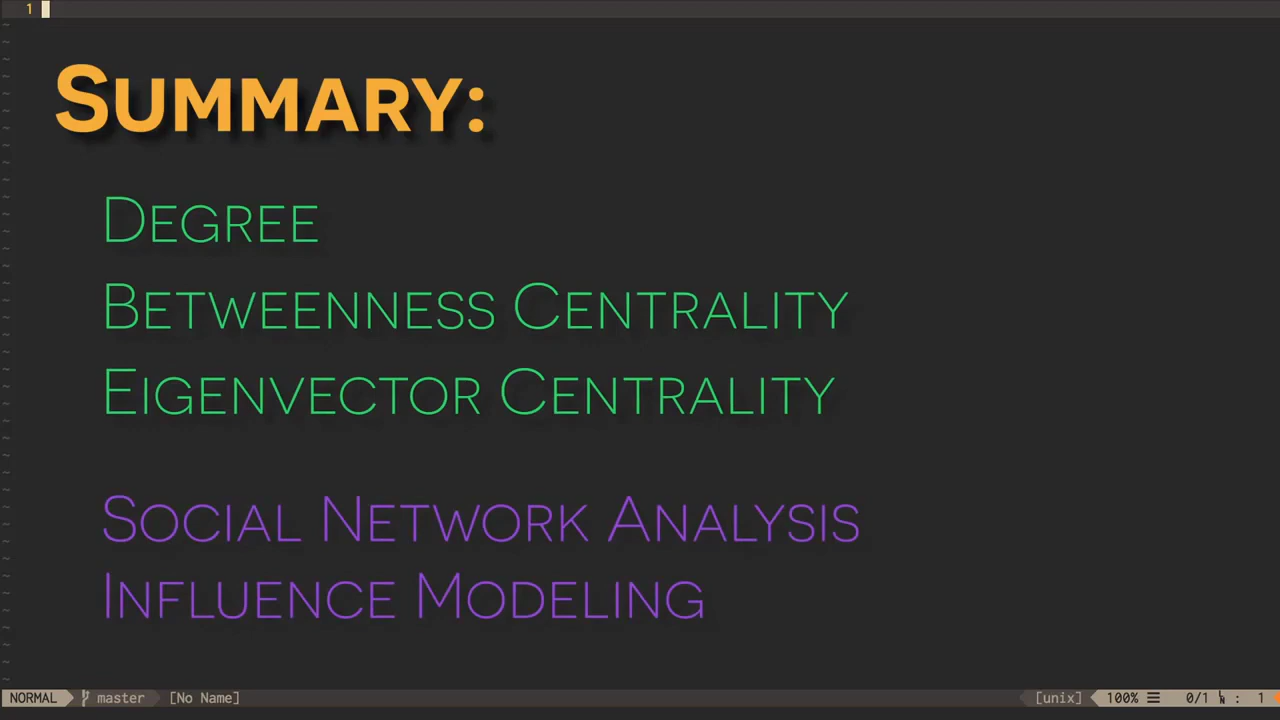 1
Summary:
Degree
Betweenness Centrality
Eigenvector Centrality
Social Network Analysis
Influence Modeling
NORMAL master [No Name] [unix] 100% 0/1 : 1